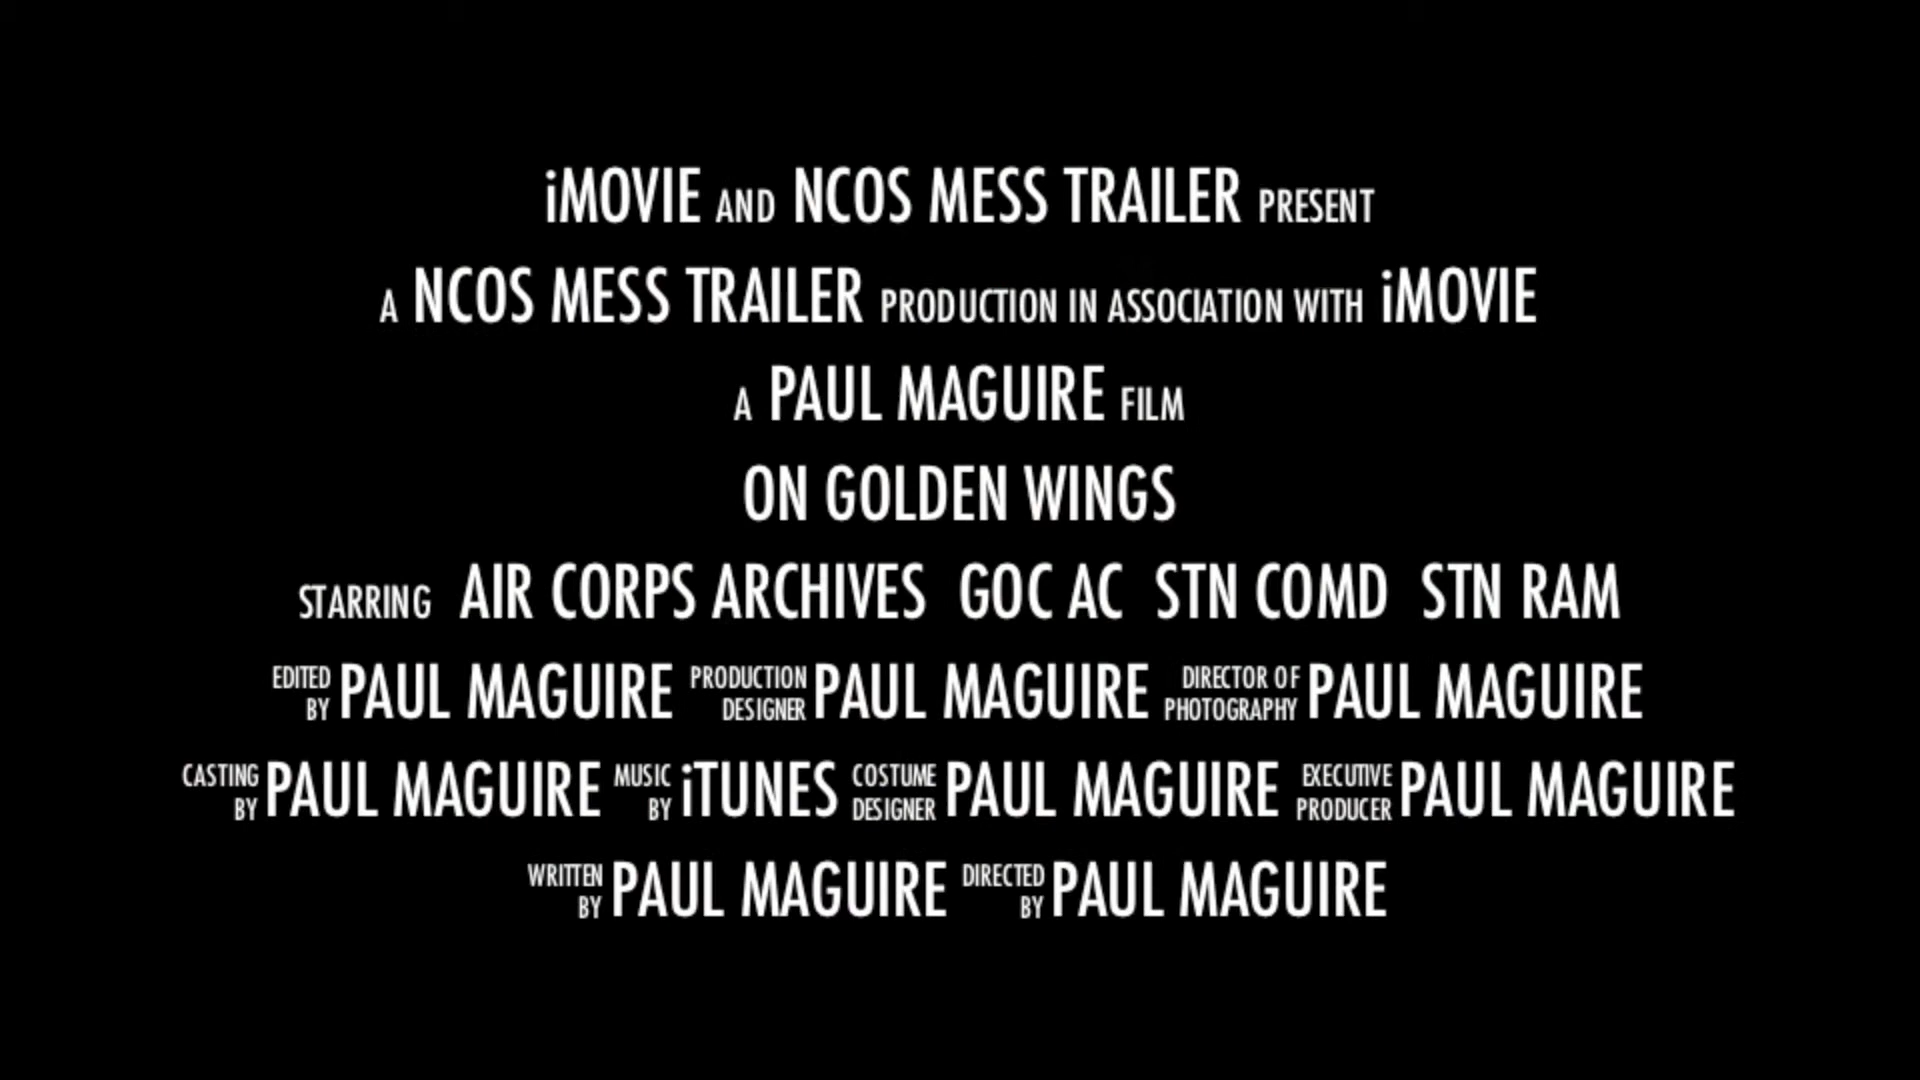 iMOVIE AND NCOS MESS TRAILER PRESENT
A NCOS MESS TRAILER PRODUCTION IN ASSOCIATION WITH iMOVIE
A PAUL MAGUIRE FILM
ON GOLDEN WINGS
STARRING AIR CORPS ARCHIVES GOC AC STN COMD STN RAM
EDITED BY PAUL MAGUIRE PRODUCTION DESIGNER PAUL MAGUIRE DIRECTOR OF PHOTOGRAPHY PAUL MAGUIRE
CASTING BY PAUL MAGUIRE MUSIC BY iTUNES COSTUME DESIGNER PAUL MAGUIRE EXECUTIVE PRODUCER PAUL MAGUIRE
WRITTEN BY PAUL MAGUIRE DIRECTED BY PAUL MAGUIRE